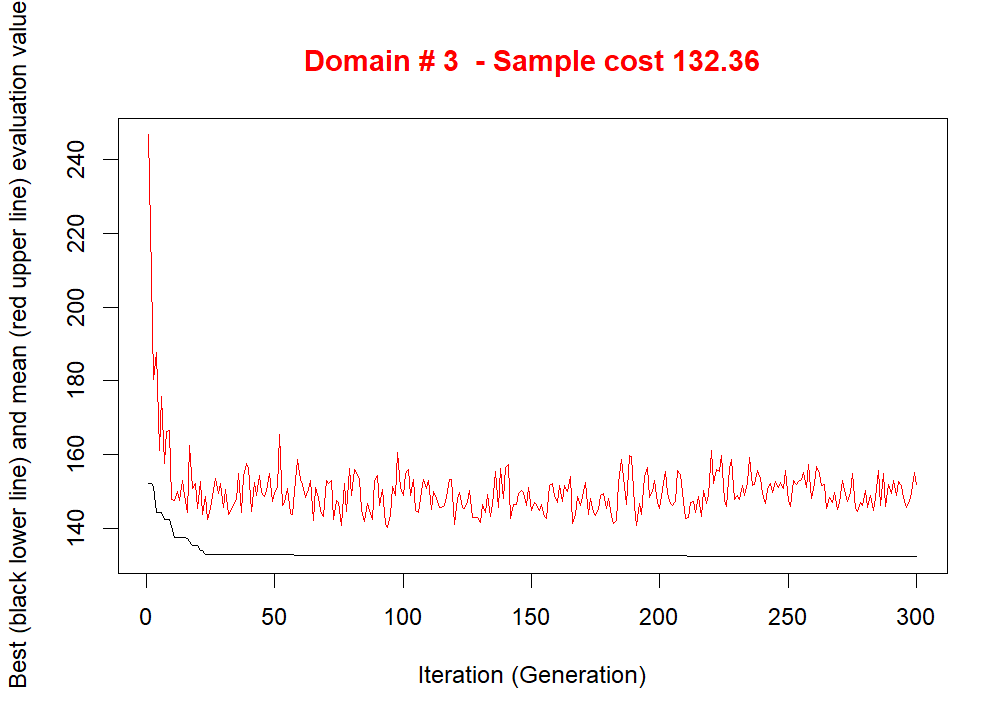 Domain # 3  - Sample cost 132.36
Best (black lower line) and mean (red upper line) evaluation value
240
220
200
180
160
140
0 50 100 150 200 250 300
Iteration (Generation)